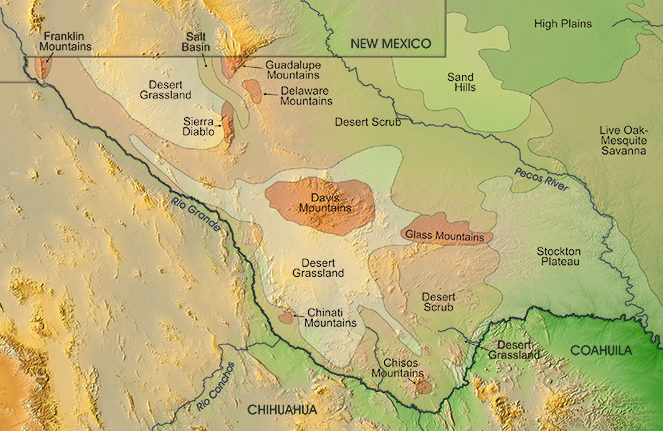 High Plains
Franklin
Mountains
Salt
Basin
NEW MEXICO
Guadalupe
Mountains
Sand
Hills
Desert
Grassland
Delaware
Mountains
Sierra
Diablo
Desert Scrub
Live Oak-
Mesquite
Savanna
Pecos River
Davis
Mountains
Rio Grande
Glass Mountains
Stockton
Plateau
Desert
Grassland
Desert
Scrub
Chinati
Mountains
Desert
Grassland
COAHUILA
Chisos
Mountains
Rio Conchos
CHIHUAHUA